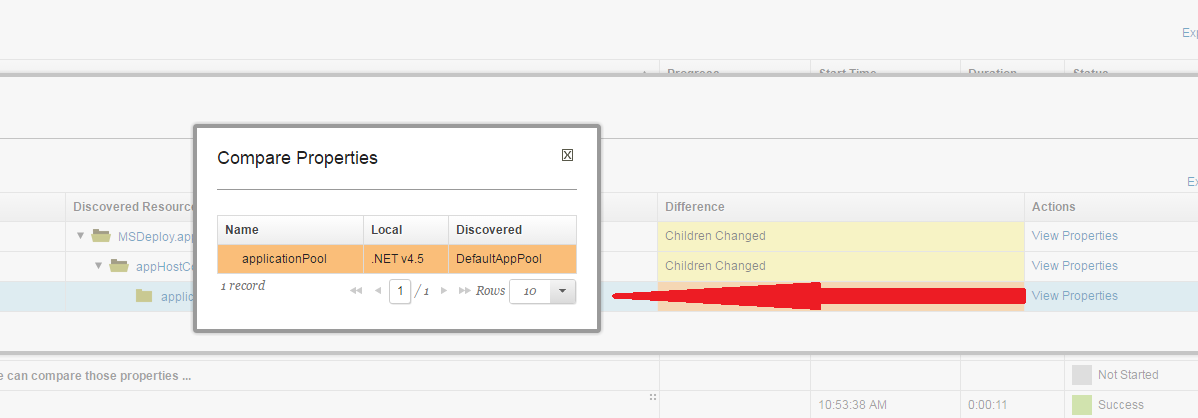 Exp
Progress Start Time Duration Status
Compare Properties
Ex
Discovered Resource Difference Actions
Name Local Discovered
MSDeploy.app Children Changed View Properties
applicationPool .NET v4.5 DefaultAppPool
appHostCo Children Changed View Properties
1 record 1 / 1 Rows 10
applic View Properties
e can compare those properties ... Not Started
10:53:38 AM 0:00:11 Success